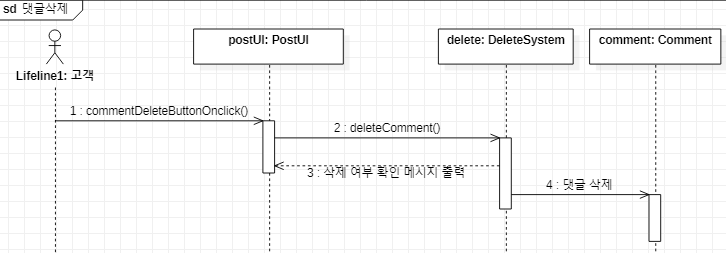 sd 댓글삭제
Lifeline1: 고객
postUI: PostUI
delete: DeleteSystem
comment: Comment
1 : commentDeleteButtonOnclick()
2 : deleteComment()
3 : 삭제 여부 확인 메시지 출력
4 : 댓글 삭제